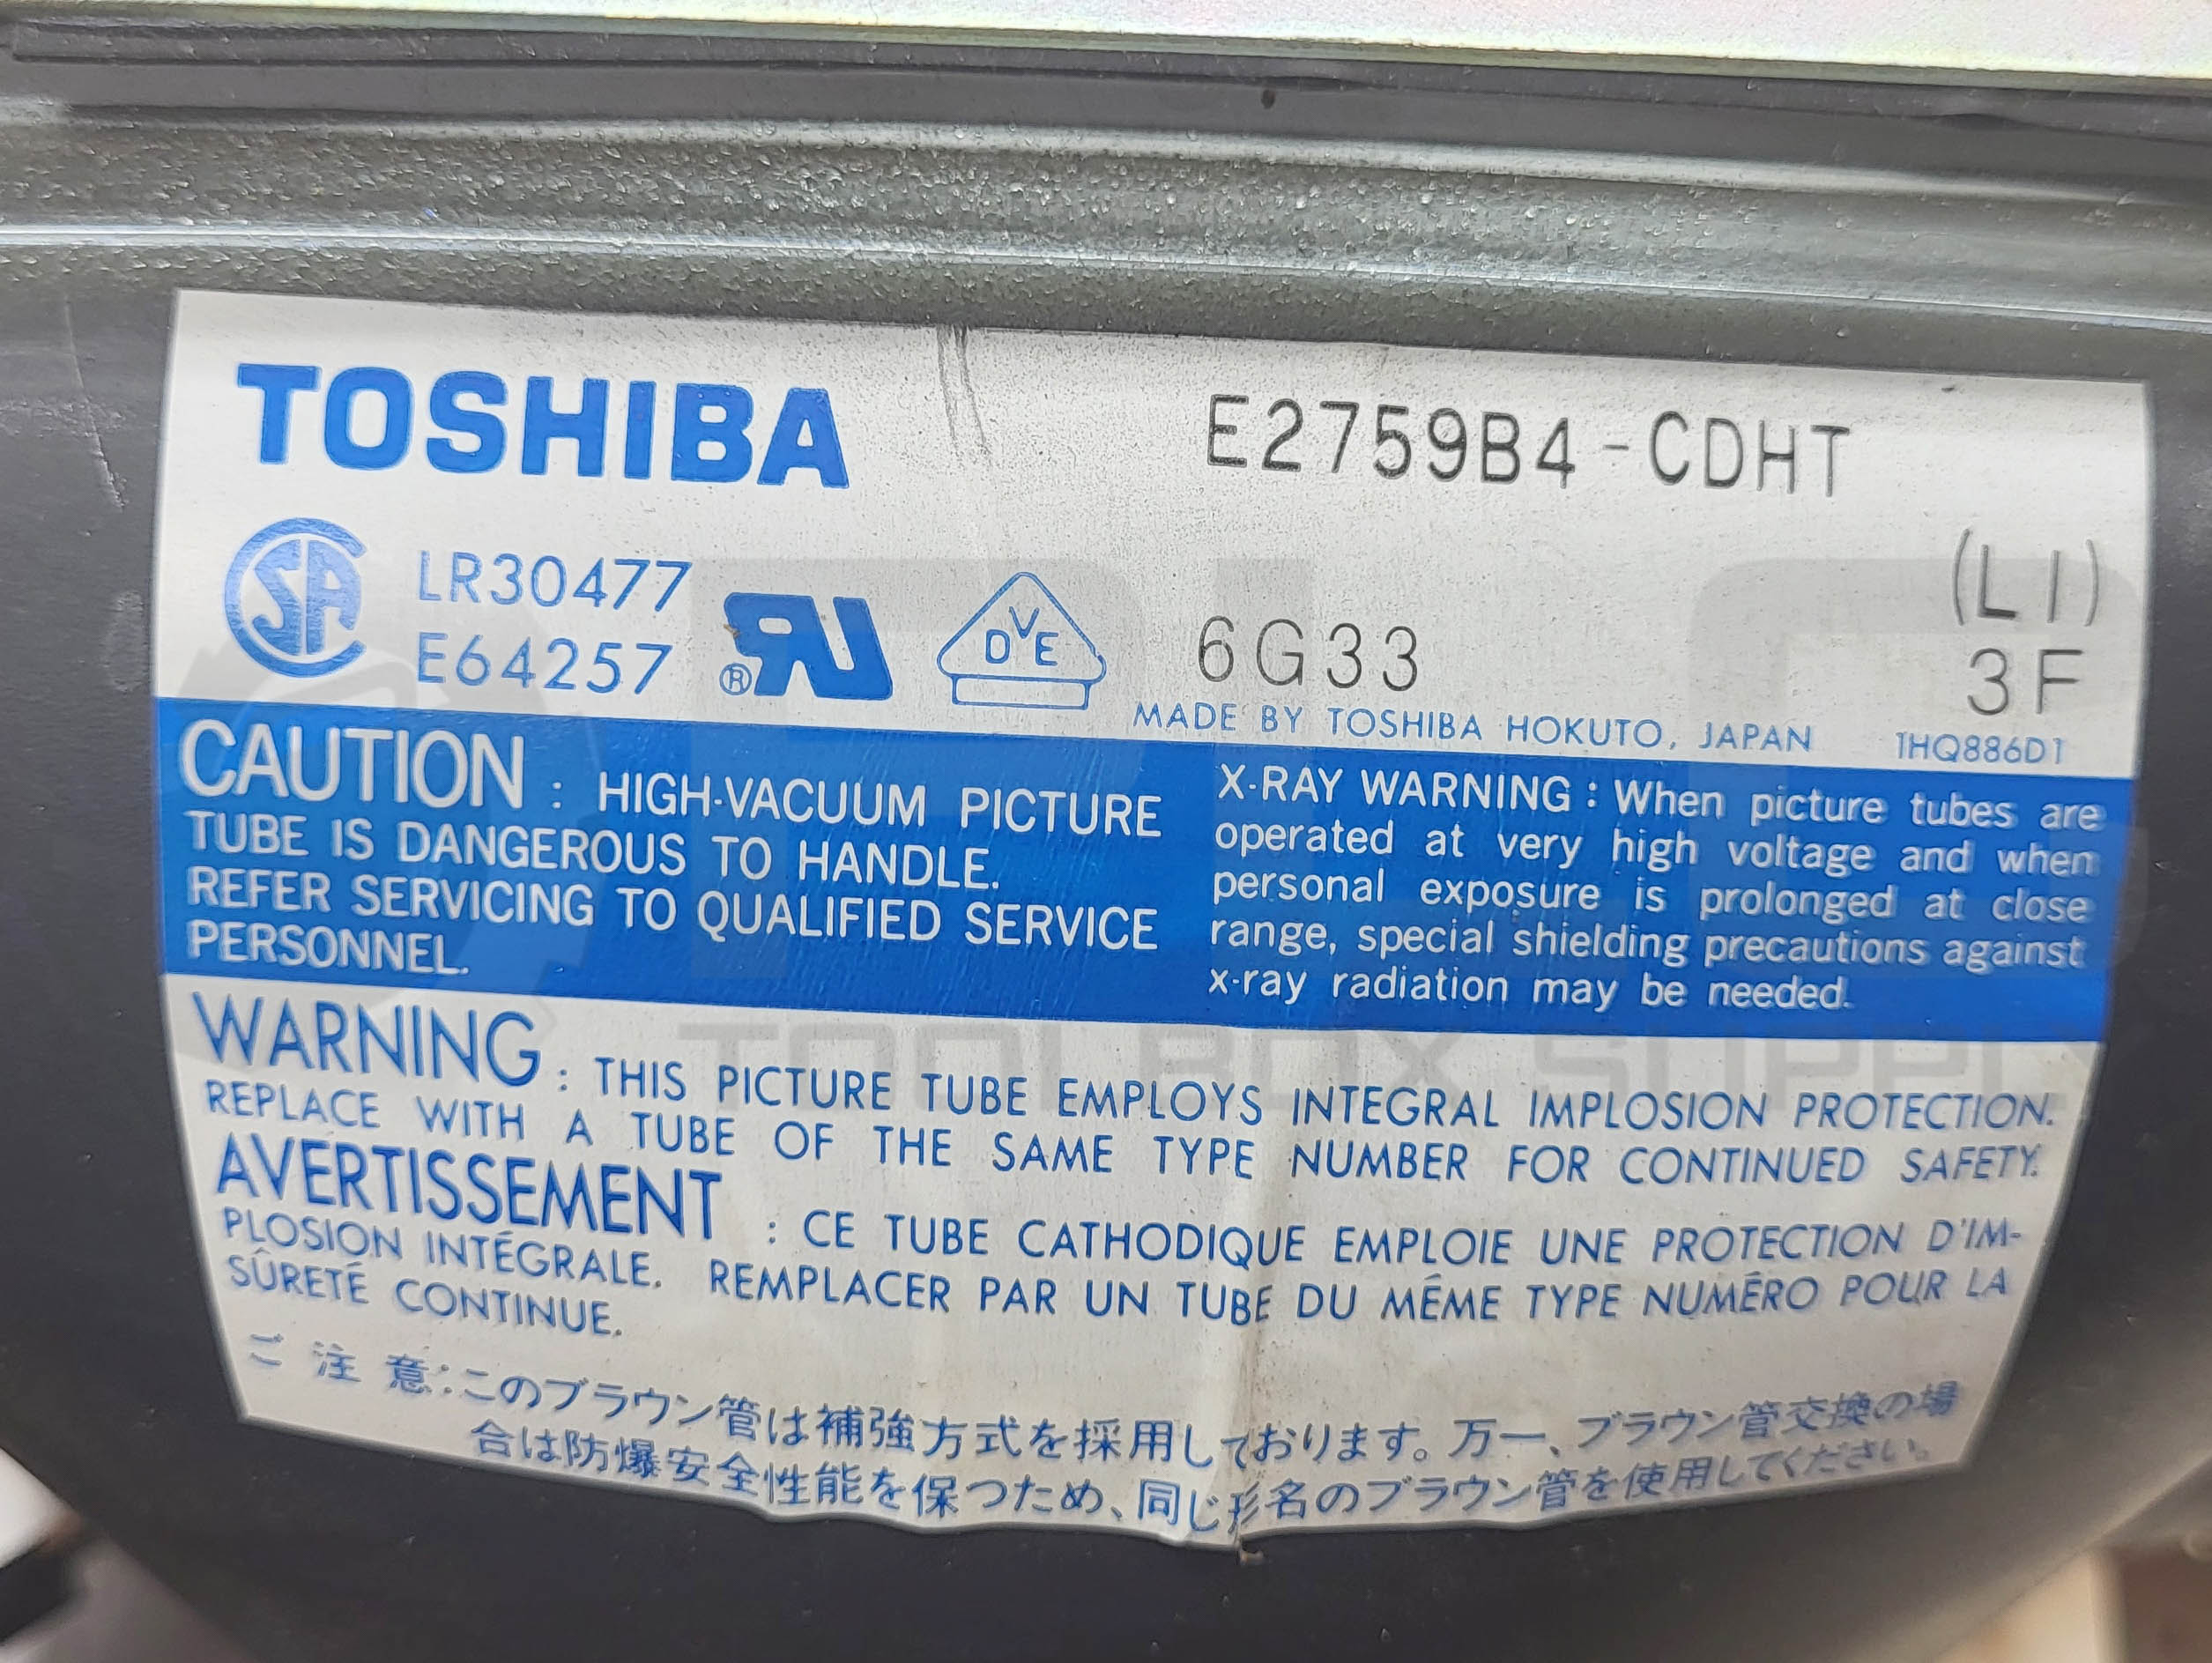 TOSHIBA
E2759B4-CDHT
LR30477
E64257
DVE
6G33
(LI)
3F
MADE BY TOSHIBA HOKUTO, JAPAN
1HQ886D1
CAUTION : HIGH-VACUUM PICTURE
TUBE IS DANGEROUS TO HANDLE.
REFER SERVICING TO QUALIFIED SERVICE
PERSONNEL.
X-RAY WARNING : When picture tubes are
operated at very high voltage and when
personal exposure is prolonged at close
range, special shielding precautions against
x-ray radiation may be needed.
WARNING : THIS PICTURE TUBE EMPLOYS INTEGRAL IMPLOSION PROTECTION.
REPLACE WITH A TUBE OF THE SAME TYPE NUMBER FOR CONTINUED SAFETY.
AVERTISSEMENT : CE TUBE CATHODIQUE EMPLOIE UNE PROTECTION D'IM-
PLOSION INTÉGRALE. REMPLACER PAR UN TUBE DU MÉME TYPE NUMÉRO POUR LA
SÛRETÉ CONTINUE.
ご注意：このブラウン管は補強方式を採用しております。万一、ブラウン管交換の場
合は防爆安全性能を保つため、同じ形名のブラウン管を使用してください。
TOOLBOX SUPPLY